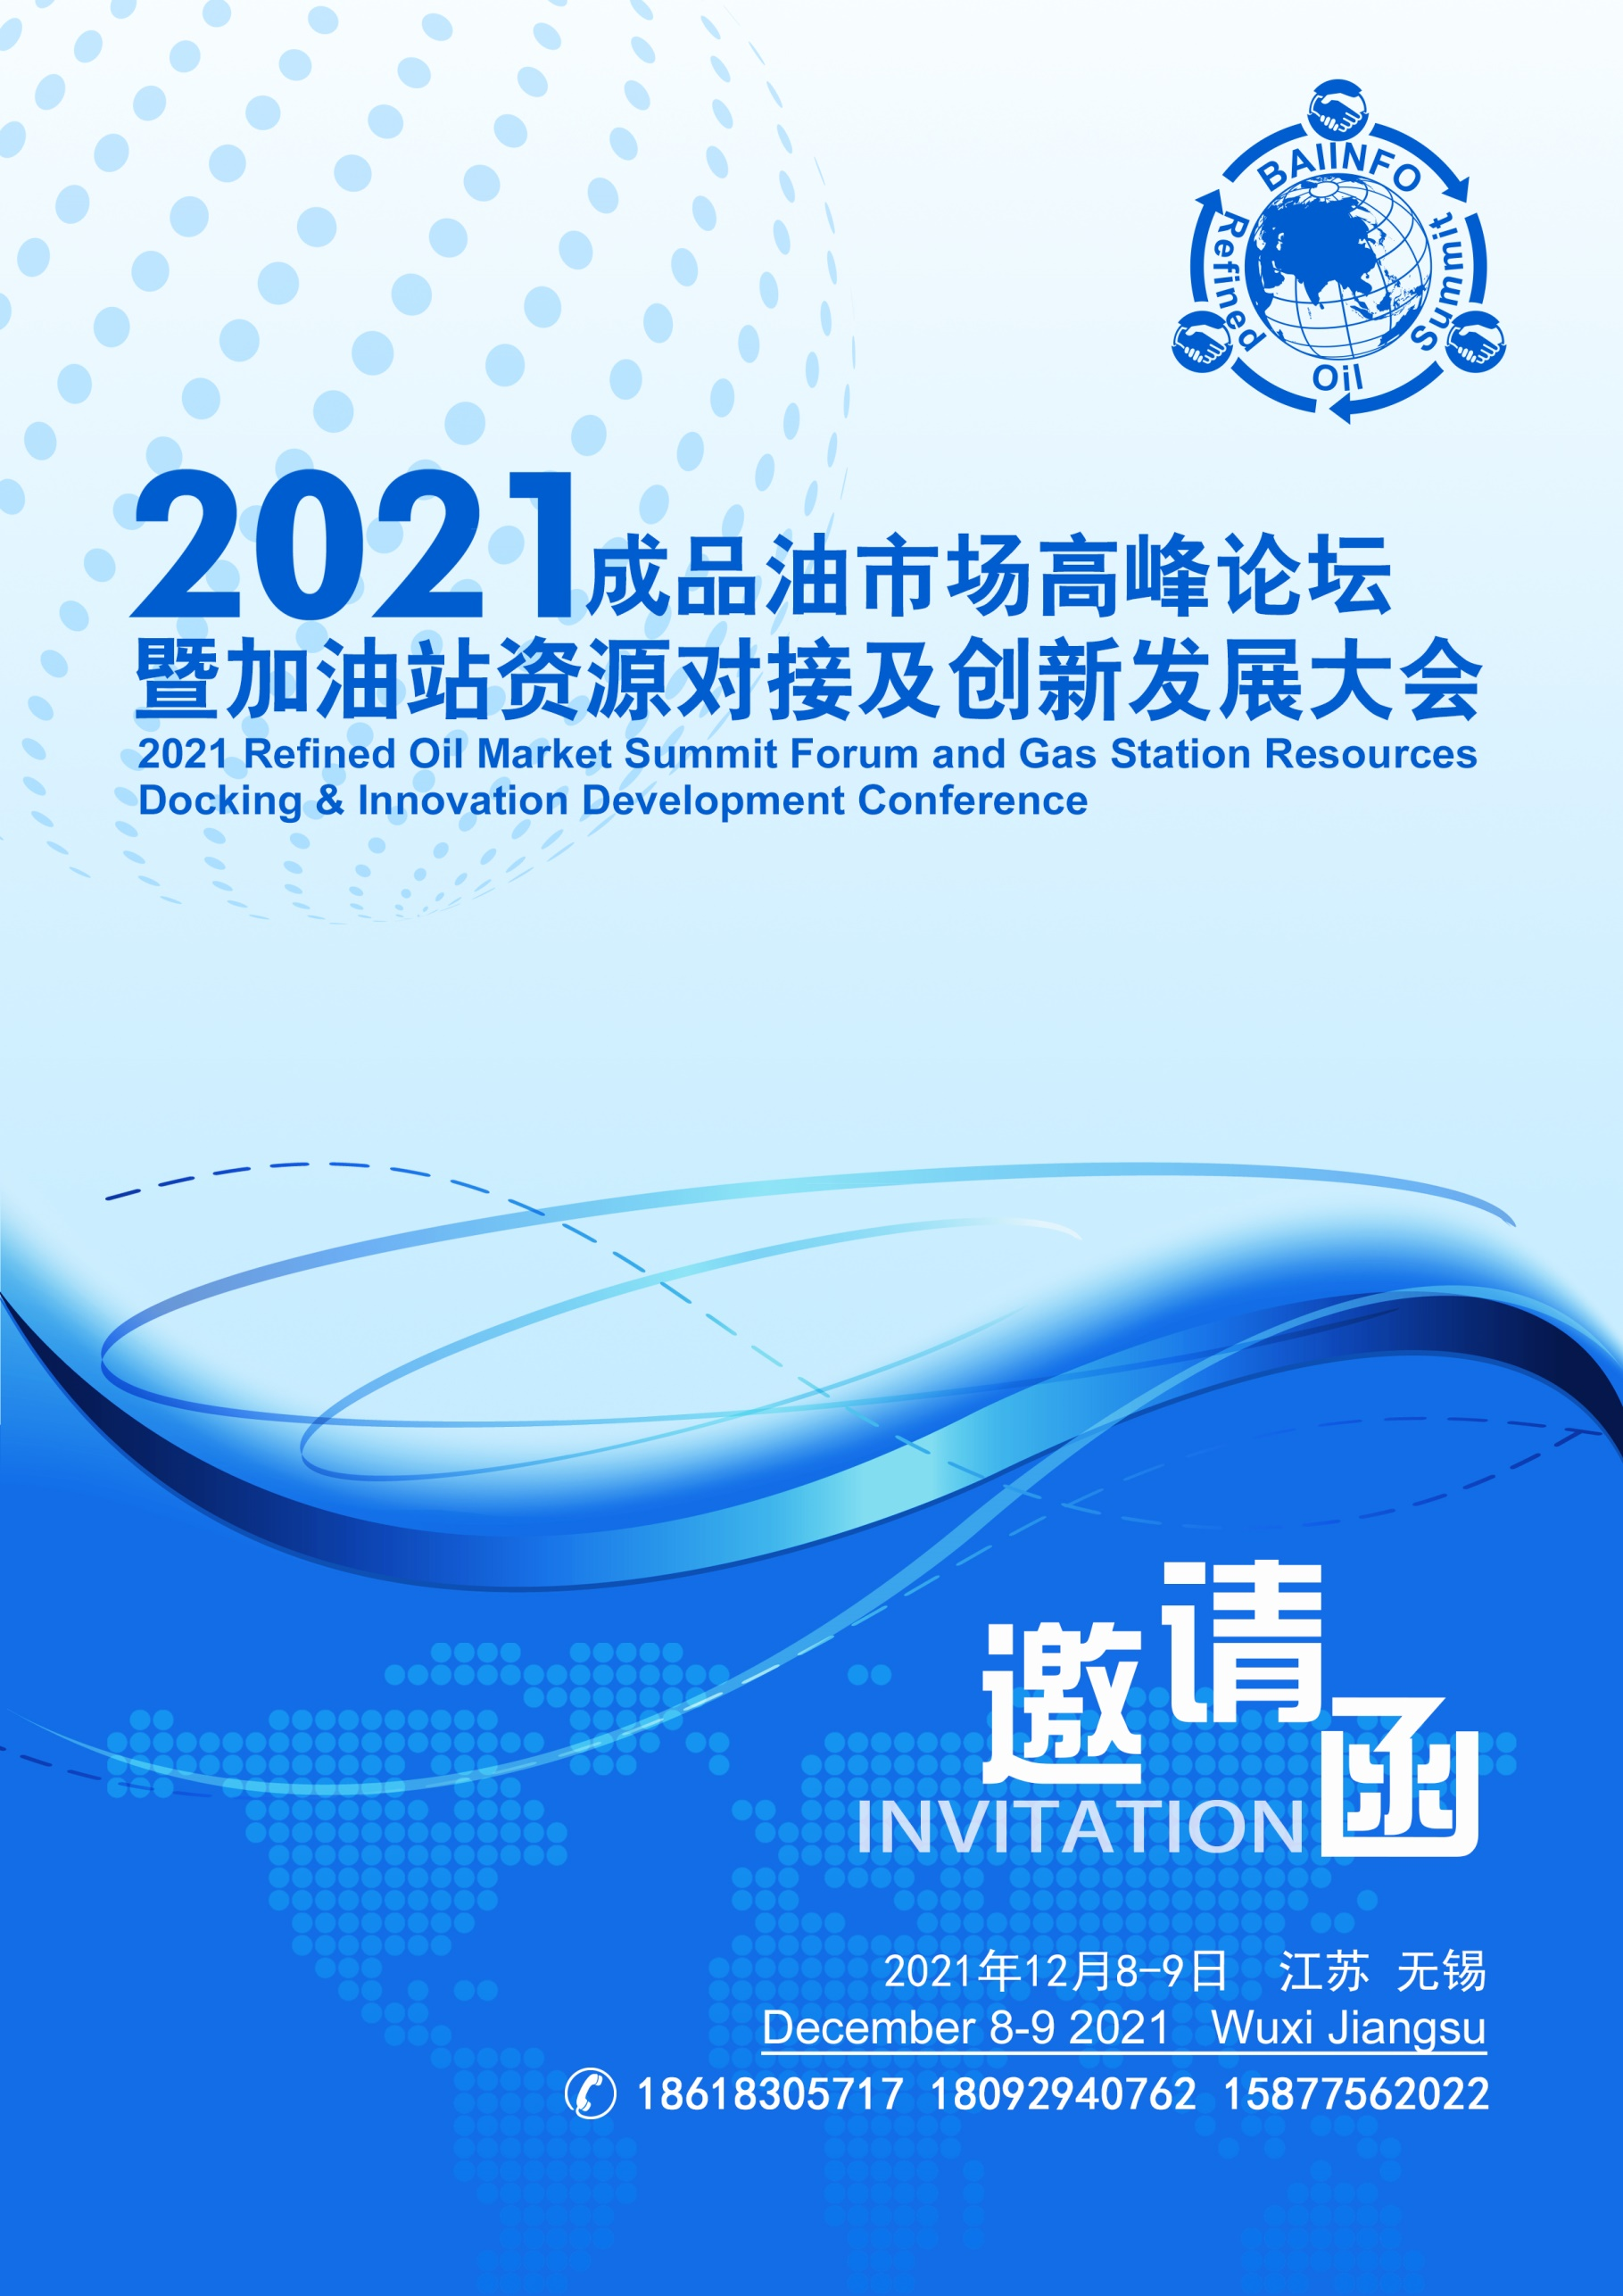 BAIINFO
Refined
Oil
Summit
2021成品油市场高峰论坛
暨加油站资源对接及创新发展大会
2021 Refined Oil Market Summit Forum and Gas Station Resources
Docking & Innovation Development Conference
邀请函
INVITATION
2021年12月8-9日 江苏 无锡
December 8-9 2021 Wuxi Jiangsu
18618305717 18092940762 15877562022